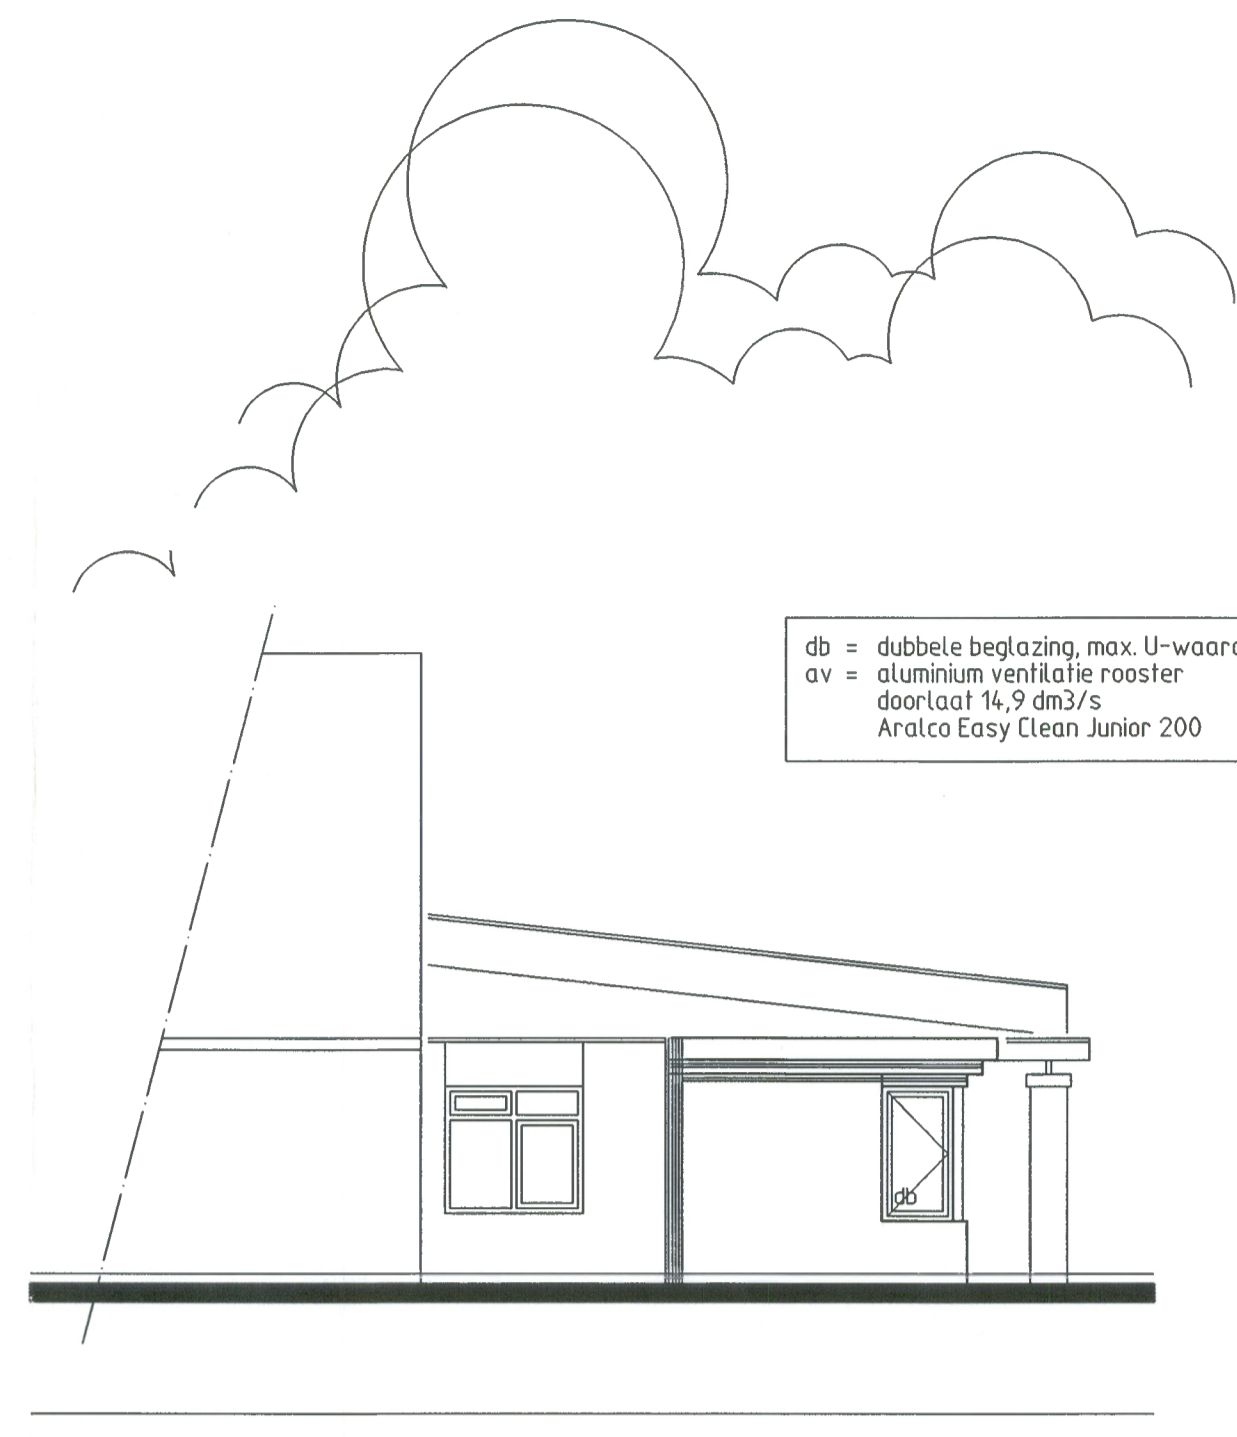 db = dubbele beglazing, max. U-waard
av = aluminium ventilatie rooster
doorlaat 14,9 dm3/s
Aralco Easy Clean Junior 200
db